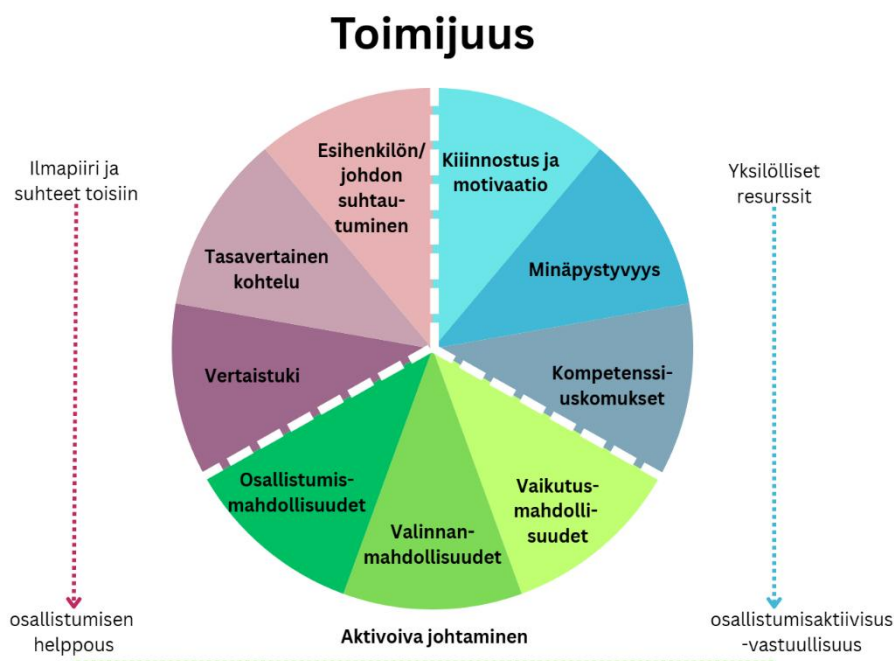 Toimijuus
Ilmapiiri ja
suhteet toisiin
Esihenkilön/
johdon
suhtau-
tuminen
Kiiinnostus ja
motivaatio
Yksilölliset
resurssit
Tasavertainen
kohtelu
Minäpystyvyys
Vertaistuki
Kompetenssi-
uskomukset
Osallistumis-
mahdollisuudet
Valinnan-
mahdollisuudet
Vaikutus-
mahdolli-
suudet
osallistumisen
helppous
Aktivoiva johtaminen
osallistumisaktiivisus
-vastuullisuus